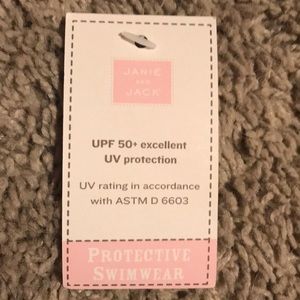 JANIE
AND
JACK
UPF 50+ excellent
UV protection
UV rating in accordance
with ASTM D 6603
PROTECTIVE
SWIMWEAR